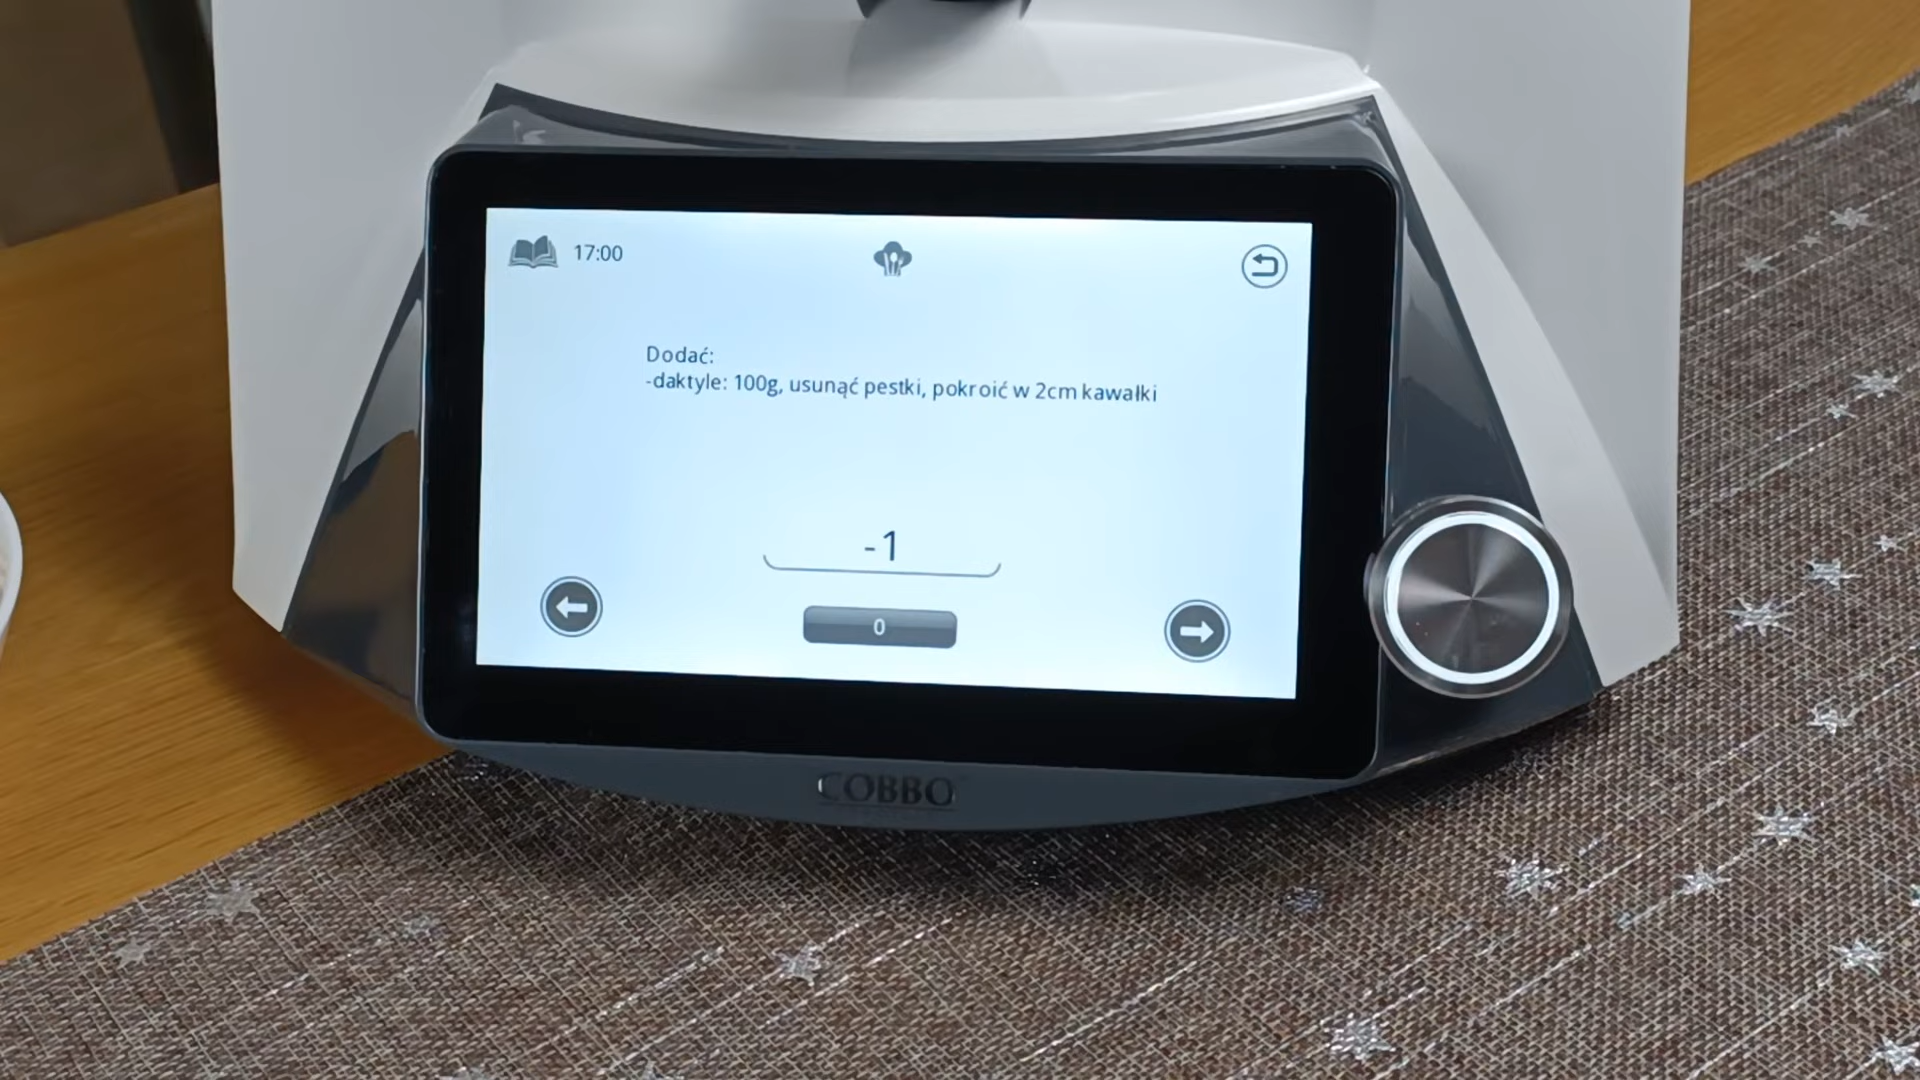 17:00
Dodać:
-daktyle: 100g, usunąć pestki, pokroić w 2cm kawałki
-1
0
COBBO